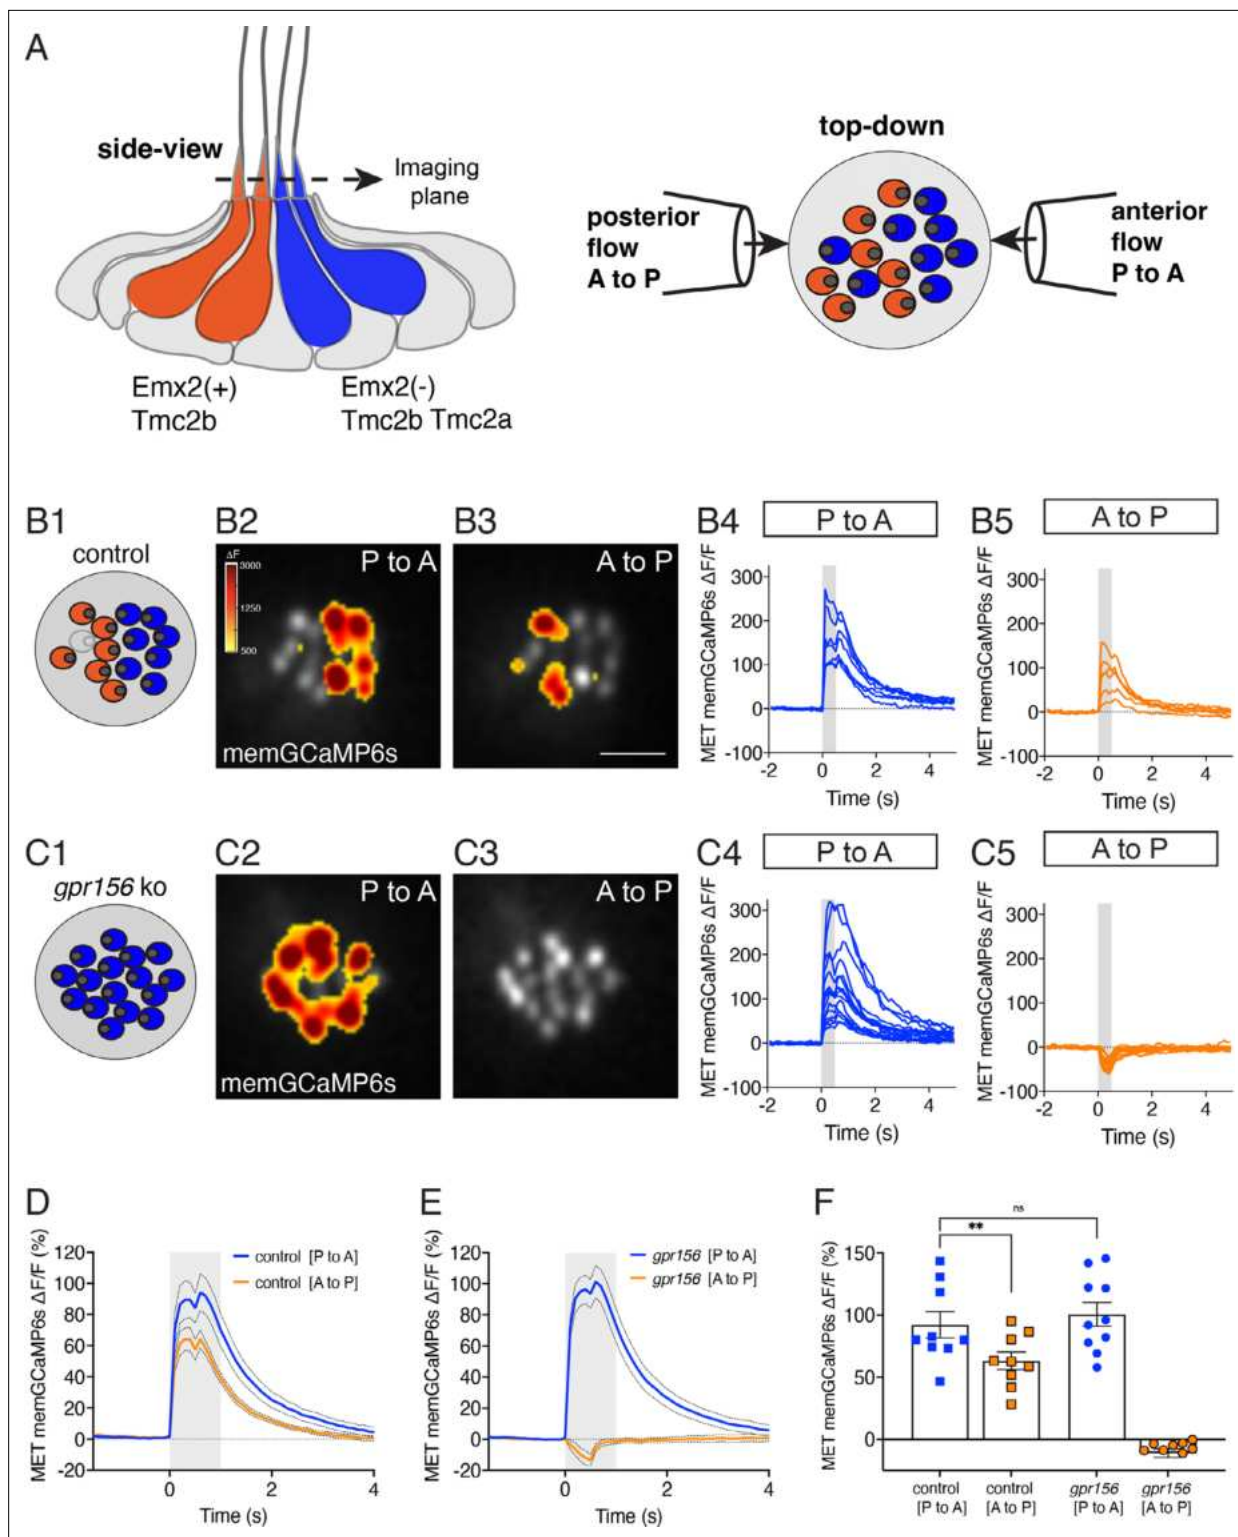 A
side-view
Imaging
plane
Emx2(+)
Tmc2b
Emx2(-)
Tmc2b Tmc2a
top-down
posterior
flow
A to P
anterior
flow
P to A
B1
control
B2
ΔF
3000
1250
500
P to A
memGCaMP6s
B3
A to P
B4
P to A
MET memGCaMP6s ΔF/F
300
200
100
0
-100
-2
0
2
4
Time (s)
B5
A to P
MET memGCaMP6s ΔF/F
300
200
100
0
-100
-2
0
2
4
Time (s)
C1
gpr156 ko
C2
P to A
memGCaMP6s
C3
A to P
C4
P to A
MET memGCaMP6s ΔF/F
300
200
100
0
-100
-2
0
2
4
Time (s)
C5
A to P
MET memGCaMP6s ΔF/F
300
200
100
0
-100
-2
0
2
4
Time (s)
D
MET memGCaMP6s ΔF/F (%)
120
100
80
60
40
20
0
-20
control [P to A]
control [A to P]
0
2
4
Time (s)
E
MET memGCaMP6s ΔF/F (%)
120
100
80
60
40
20
0
-20
gpr156 [P to A]
gpr156 [A to P]
0
2
4
Time (s)
F
MET memGCaMP6s ΔF/F (%)
150
100
50
0
ns
**
control
[P to A]
control
[A to P]
gpr156
[P to A]
gpr156
[A to P]